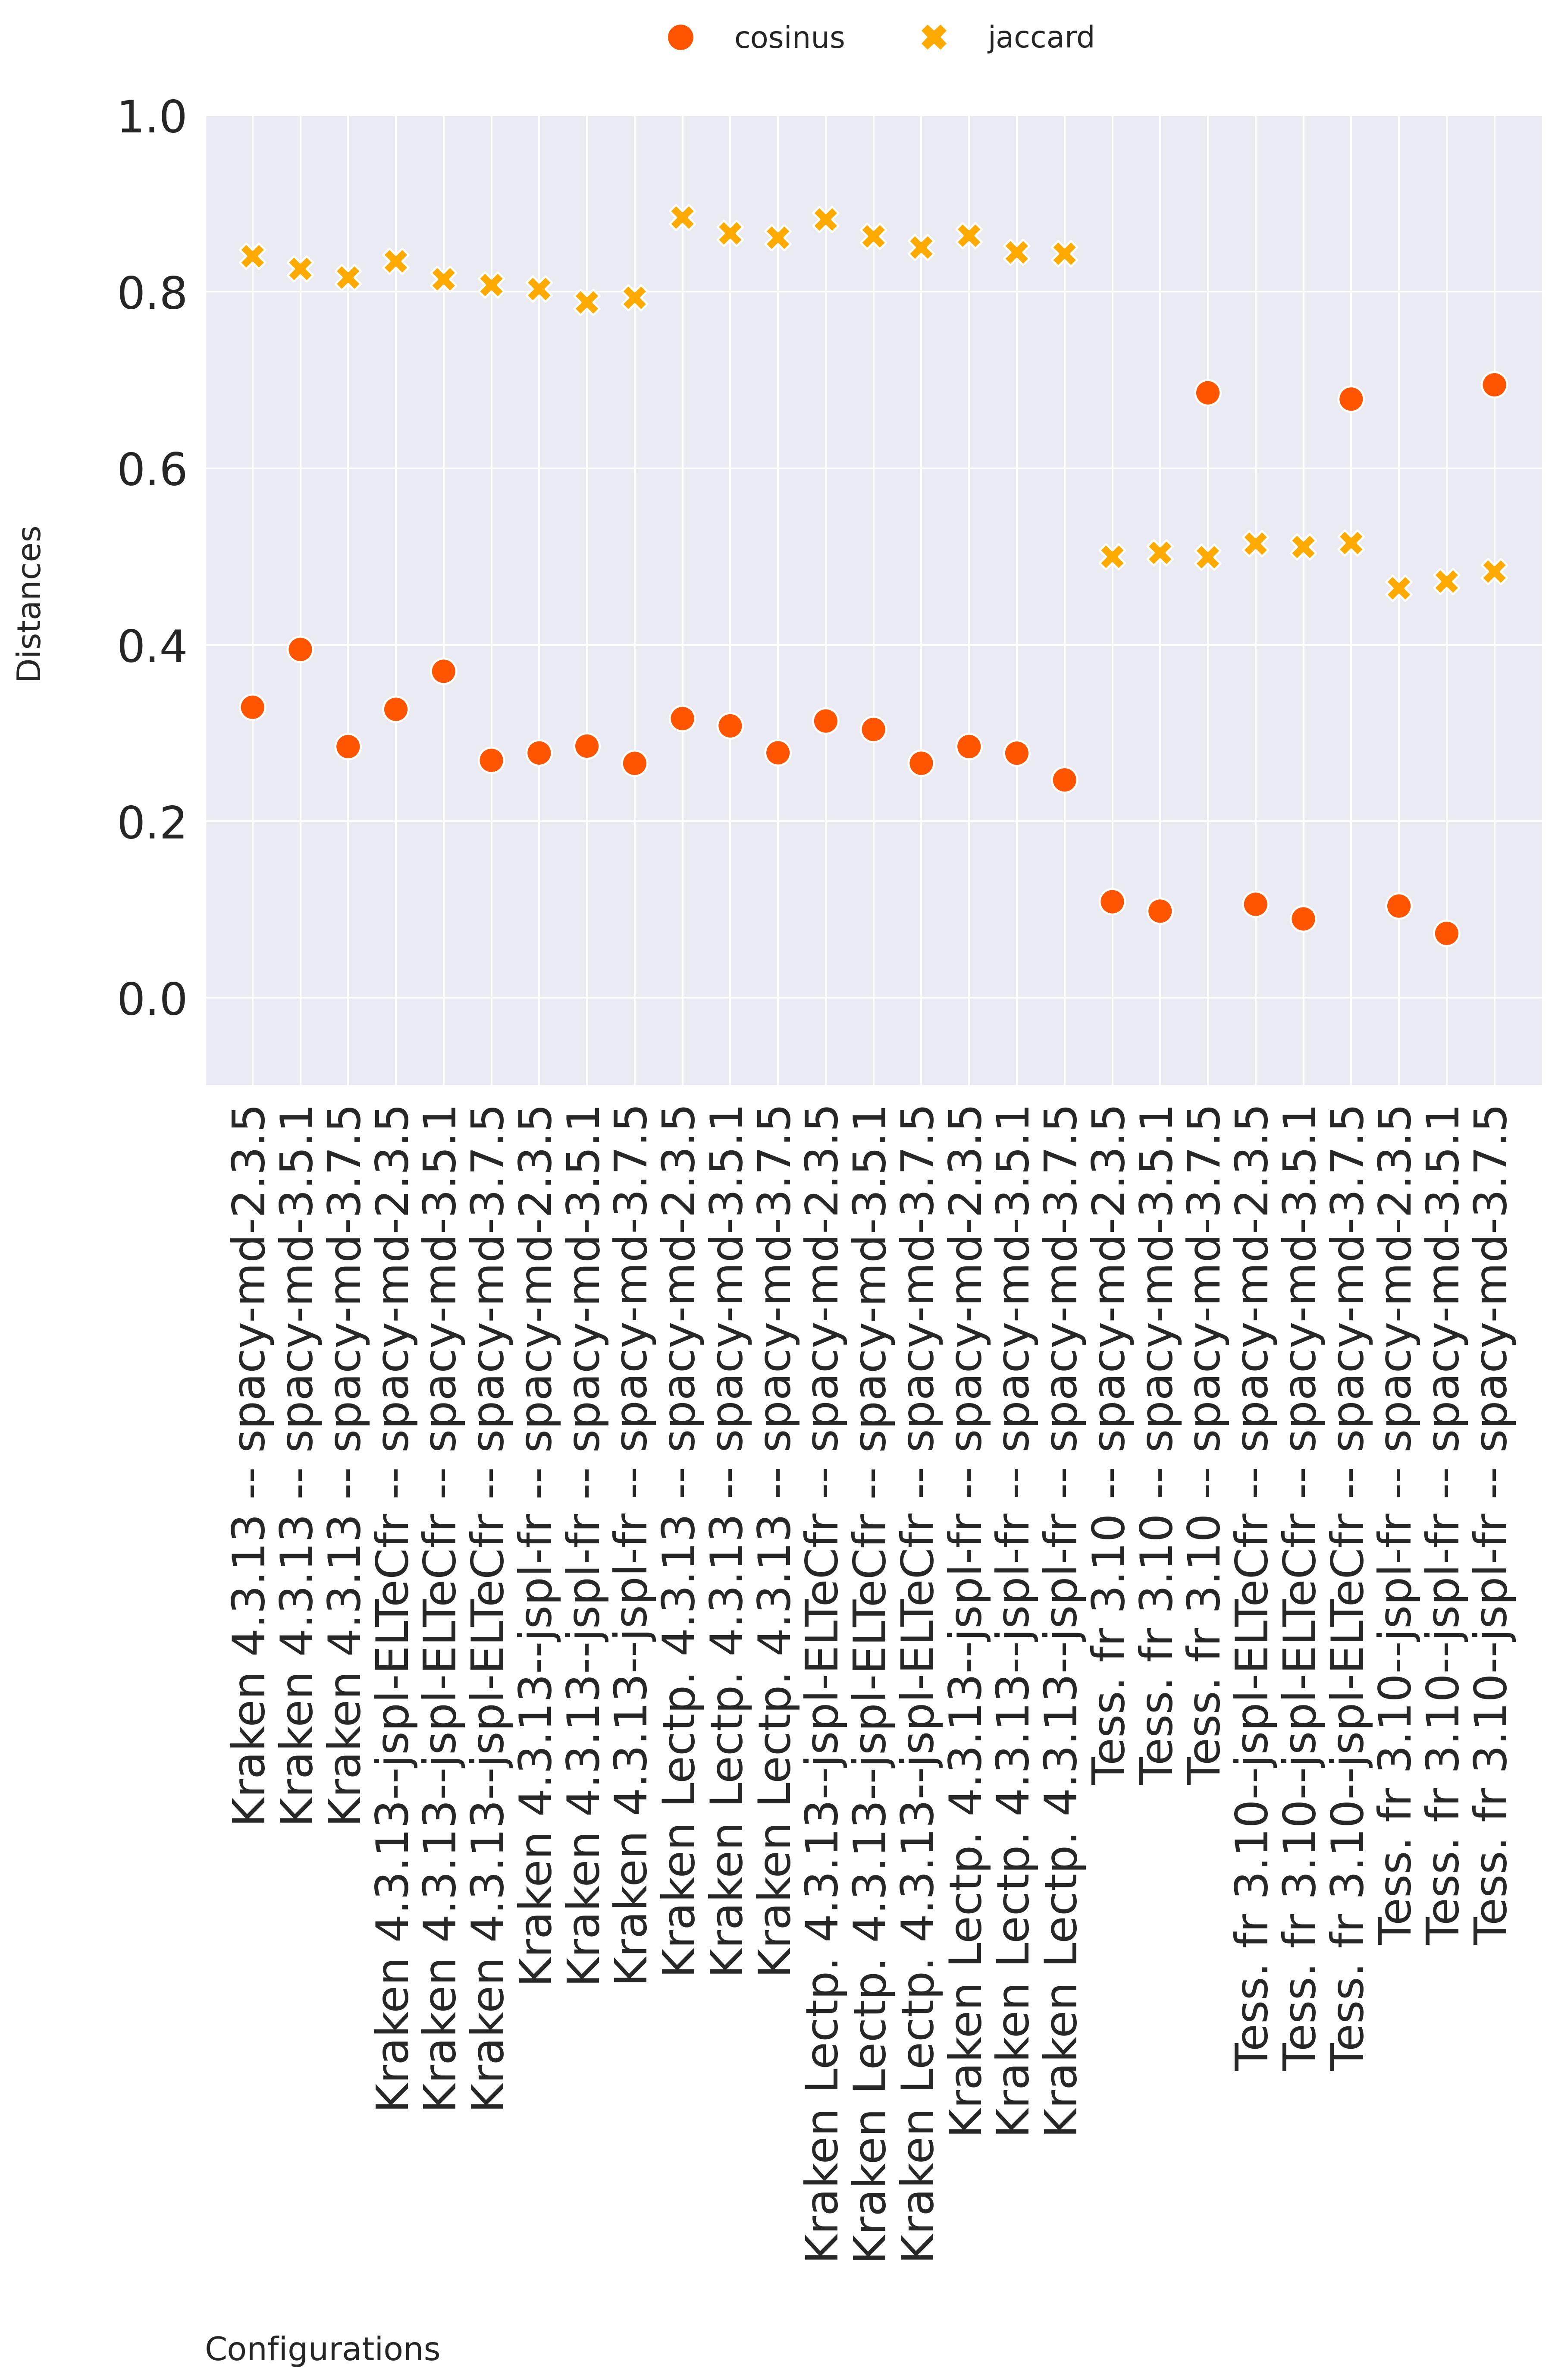 cosinus
jaccard
1.0
0.8
0.6
0.4
0.2
0.0
Distances
Kraken 4.3.13 -- spacy-md-2.3.5
Kraken 4.3.13 -- spacy-md-3.5.1
Kraken 4.3.13 -- spacy-md-3.7.5
Kraken 4.3.13--jspl-ELTeCfr -- spacy-md-2.3.5
Kraken 4.3.13--jspl-ELTeCfr -- spacy-md-3.5.1
Kraken 4.3.13--jspl-ELTeCfr -- spacy-md-3.7.5
Kraken 4.3.13--jspl-fr -- spacy-md-2.3.5
Kraken 4.3.13--jspl-fr -- spacy-md-3.5.1
Kraken 4.3.13--jspl-fr -- spacy-md-3.7.5
Kraken Lectp. 4.3.13 -- spacy-md-2.3.5
Kraken Lectp. 4.3.13 -- spacy-md-3.5.1
Kraken Lectp. 4.3.13 -- spacy-md-3.7.5
Kraken Lectp. 4.3.13--jspl-ELTeCfr -- spacy-md-2.3.5
Kraken Lectp. 4.3.13--jspl-ELTeCfr -- spacy-md-3.5.1
Kraken Lectp. 4.3.13--jspl-ELTeCfr -- spacy-md-3.7.5
Kraken Lectp. 4.3.13--jspl-fr -- spacy-md-2.3.5
Kraken Lectp. 4.3.13--jspl-fr -- spacy-md-3.5.1
Kraken Lectp. 4.3.13--jspl-fr -- spacy-md-3.7.5
Tess. fr 3.10 -- spacy-md-2.3.5
Tess. fr 3.10 -- spacy-md-3.5.1
Tess. fr 3.10 -- spacy-md-3.7.5
Tess. fr 3.10--jspl-ELTeCfr -- spacy-md-2.3.5
Tess. fr 3.10--jspl-ELTeCfr -- spacy-md-3.5.1
Tess. fr 3.10--jspl-ELTeCfr -- spacy-md-3.7.5
Tess. fr 3.10--jspl-fr -- spacy-md-2.3.5
Tess. fr 3.10--jspl-fr -- spacy-md-3.5.1
Tess. fr 3.10--jspl-fr -- spacy-md-3.7.5
Configurations